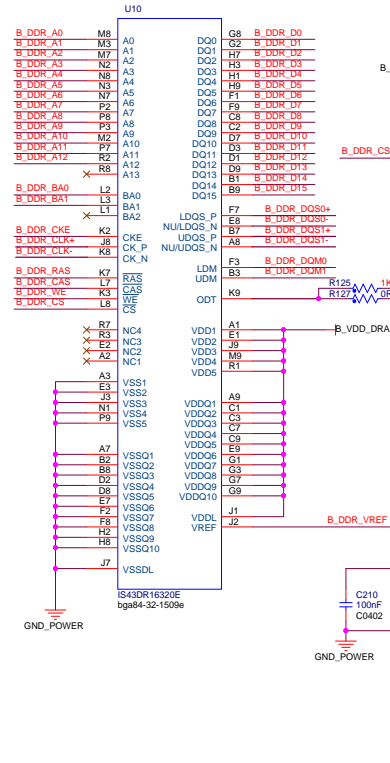 U10
B_DDR_A0 M8 A0 DQ0 G8 B_DDR_D0
B_DDR_A1 M3 A1 DQ1 G2 B_DDR_D1
B_DDR_A2 M7 A2 DQ2 H7 B_DDR_D2
B_DDR_A3 N2 A3 DQ3 H3 B_DDR_D3
B_DDR_A4 N8 A4 DQ4 H1 B_DDR_D4
B_DDR_A5 N3 A5 DQ5 H9 B_DDR_D5
B_DDR_A6 N7 A6 DQ6 F1 B_DDR_D6
B_DDR_A7 P2 A7 DQ7 F9 B_DDR_D7
B_DDR_A8 P8 A8 DQ8 C8 B_DDR_D8
B_DDR_A9 P3 A9 DQ9 C2 B_DDR_D9
B_DDR_A10 M2 A10 DQ10 D7 B_DDR_D10
B_DDR_A11 P7 A11 DQ11 D3 B_DDR_D11
B_DDR_A12 R2 A12 DQ12 D1 B_DDR_D12
R8 A13 DQ13 D9 B_DDR_D13
DQ14 B1 B_DDR_D14
B_DDR_BA0 L2 BA0 DQ15 B9 B_DDR_D15
B_DDR_BA1 L3 BA1
L1 BA2 LDQS_P F7 B_DDR_DQS0+
NU/LDQS_N E8 B_DDR_DQS0-
B_DDR_CKE K2 CKE UDQS_P B7 B_DDR_DQS1+
B_DDR_CLK+ J8 CK_P NU/UDQS_N A8 B_DDR_DQS1-
B_DDR_CLK- K8 CK_N
LDM F3 B_DDR_DQM0
B_DDR_RAS K7 RAS UDM B3 B_DDR_DQM1
B_DDR_CAS L7 CAS
B_DDR_WE K3 WE ODT K9
B_DDR_CS L8 CS
R125 1K
R127 0R
B_
B_DDR_CS
R7 NC4 VDD1 A1 B_VDD_DRA
R3 NC3 VDD2 E1
E2 NC2 VDD3 J9
A2 NC1 VDD4 M9
VDD5 R1
A3 VSS1
E3 VSS2
J3 VSS3 VDDQ1 A9
N1 VSS4 VDDQ2 C1
P9 VSS5 VDDQ3 C3
VDDQ4 C7
VDDQ5 C9
A7 VSSQ1 VDDQ6 E9
B2 VSSQ2 VDDQ7 G1
B8 VSSQ3 VDDQ8 G3
D2 VSSQ4 VDDQ9 G7
D8 VSSQ5 VDDQ10 G9
E7 VSSQ6
F2 VSSQ7 VDDL J1
F8 VSSQ8 VREF J2 B_DDR_VREF
H2 VSSQ9
H8 VSSQ10
J7 VSSDL
IS43DR16320E
bga84-32-1509e
GND_POWER
C210
100nF
C0402
GND_POWER